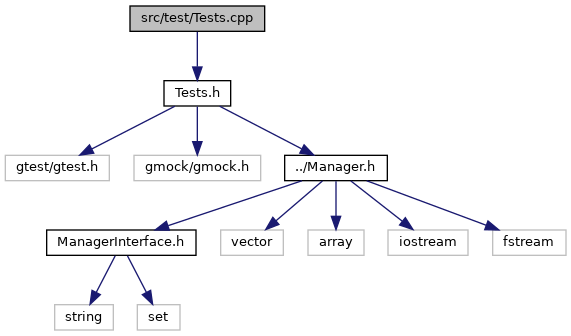 src/test/Tests.cpp
Tests.h
gtest/gtest.h
gmock/gmock.h
../Manager.h
ManagerInterface.h
vector
array
iostream
fstream
string
set